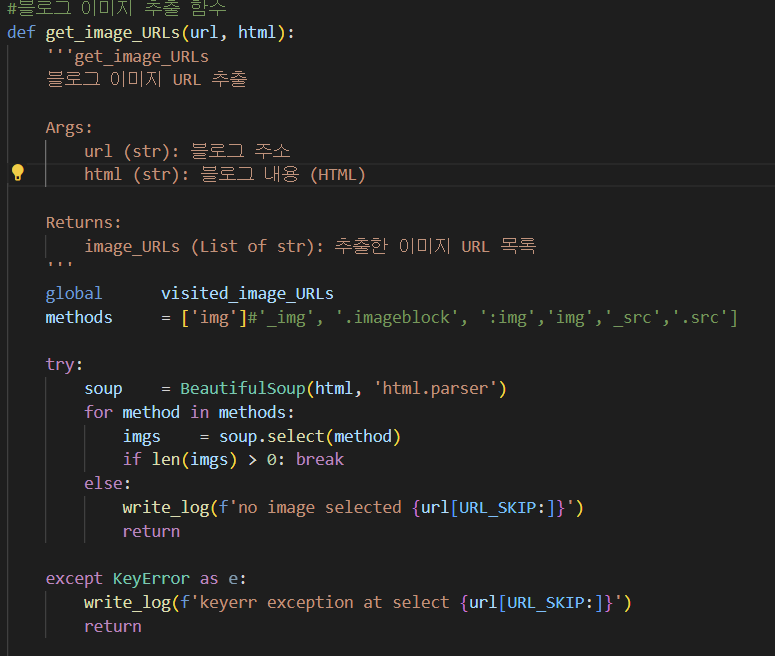 #블로그 이미지 추출 함수
def get_image_URLs(url, html):
    '''get_image_URLs
    블로그 이미지 URL 추출

    Args:
        url (str): 블로그 주소
        html (str): 블로그 내용 (HTML)

    Returns:
        image_URLs (List of str): 추출한 이미지 URL 목록
    '''
    global      visited_image_URLs
    methods     = ['img']#'_img', '.imageblock', ':img','img','_src','.src']

    try:
        soup    = BeautifulSoup(html, 'html.parser')
        for method in methods:
            imgs    = soup.select(method)
            if len(imgs) > 0: break
        else:
            write_log(f'no image selected {url[URL_SKIP:]}')
            return

    except KeyError as e:
        write_log(f'keyerr exception at select {url[URL_SKIP:]}')
        return